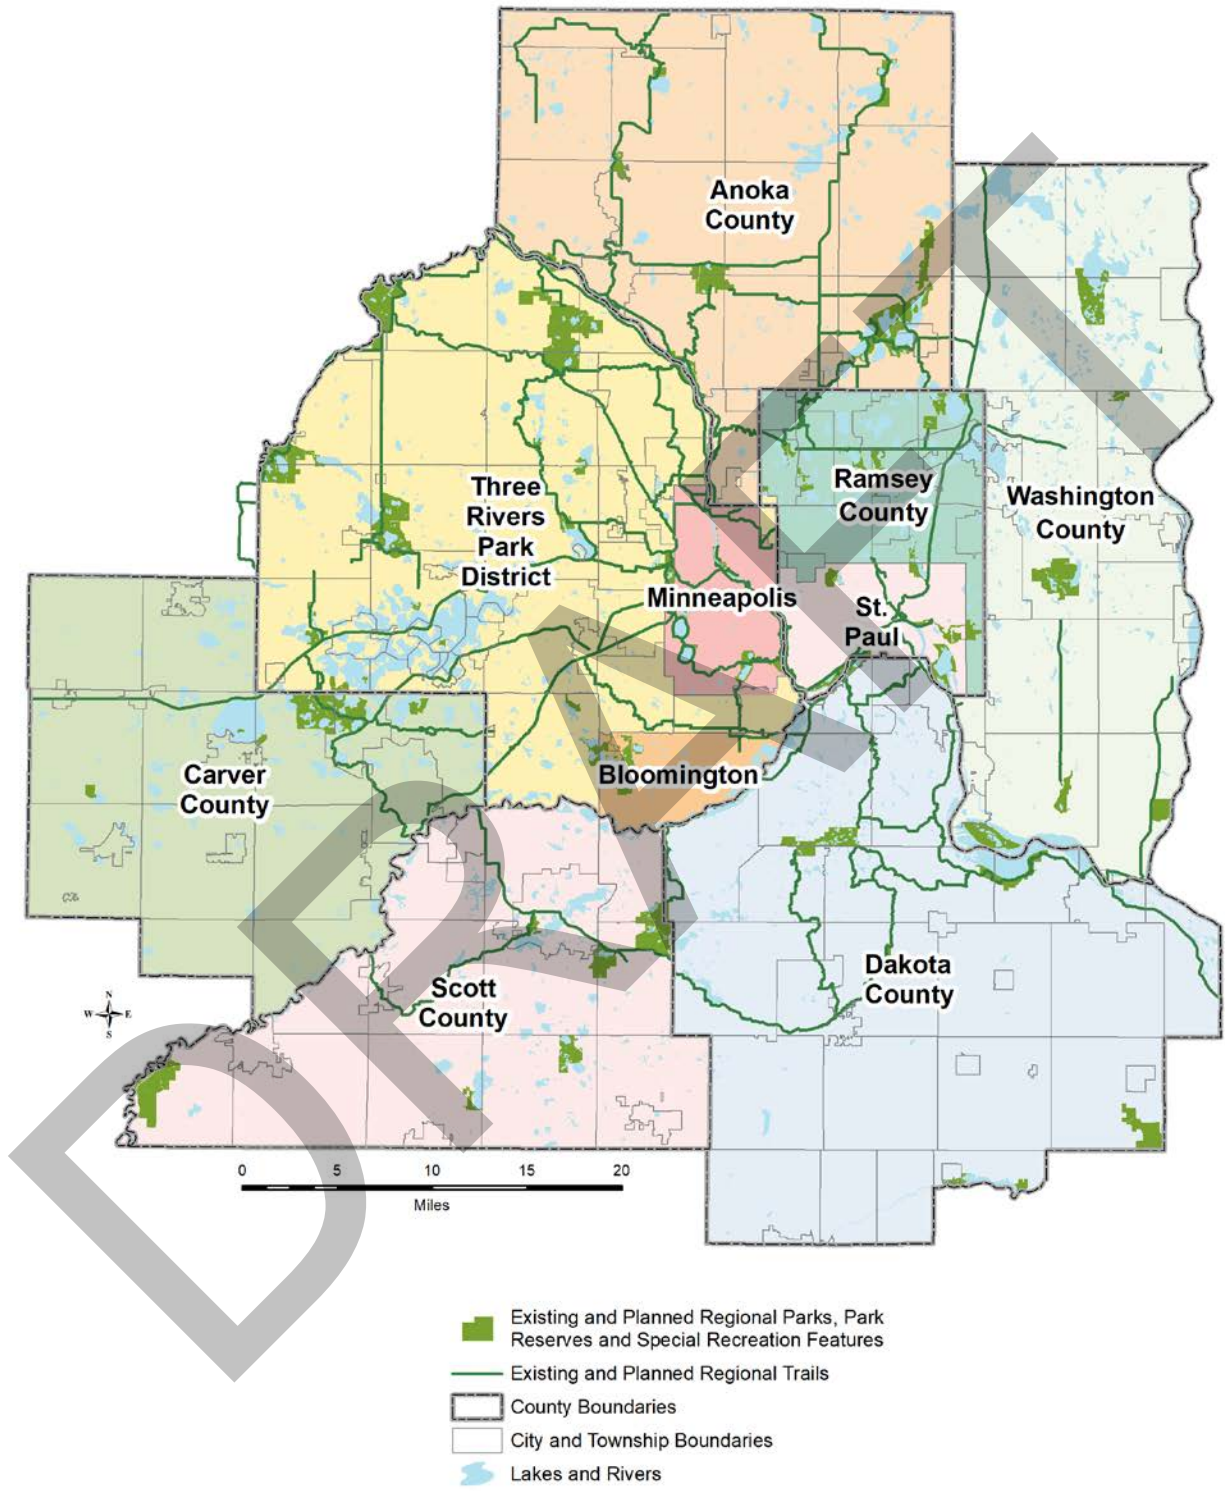 Anoka
County
Three
Rivers
Park
District
Ramsey
County
Washington
County
Minneapolis
St.
Paul
Carver
County
Bloomington
Dakota
County
Scott
County
N
W E
S
0 5 10 15 20
Miles
DRAFT
Existing and Planned Regional Parks, Park
Reserves and Special Recreation Features
Existing and Planned Regional Trails
County Boundaries
City and Township Boundaries
Lakes and Rivers